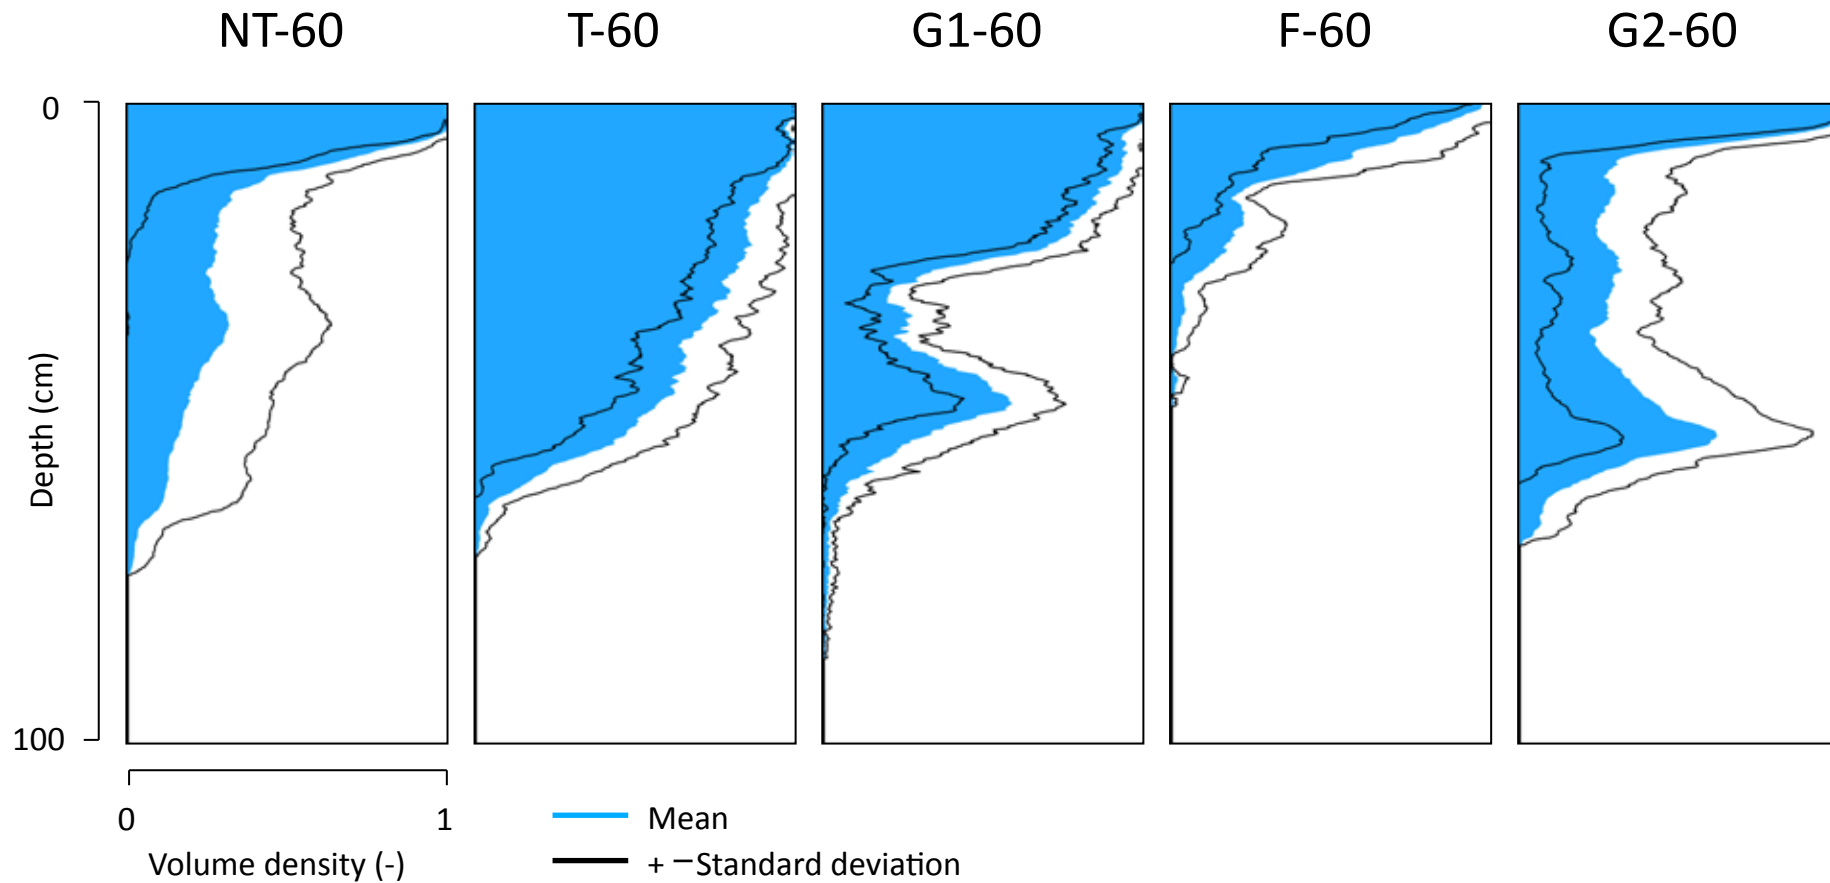 NT-60 T-60 G1-60 F-60 G2-60
0
Depth (cm)
100
0 1
Volume density (-)
Mean
+ −Standard deviation